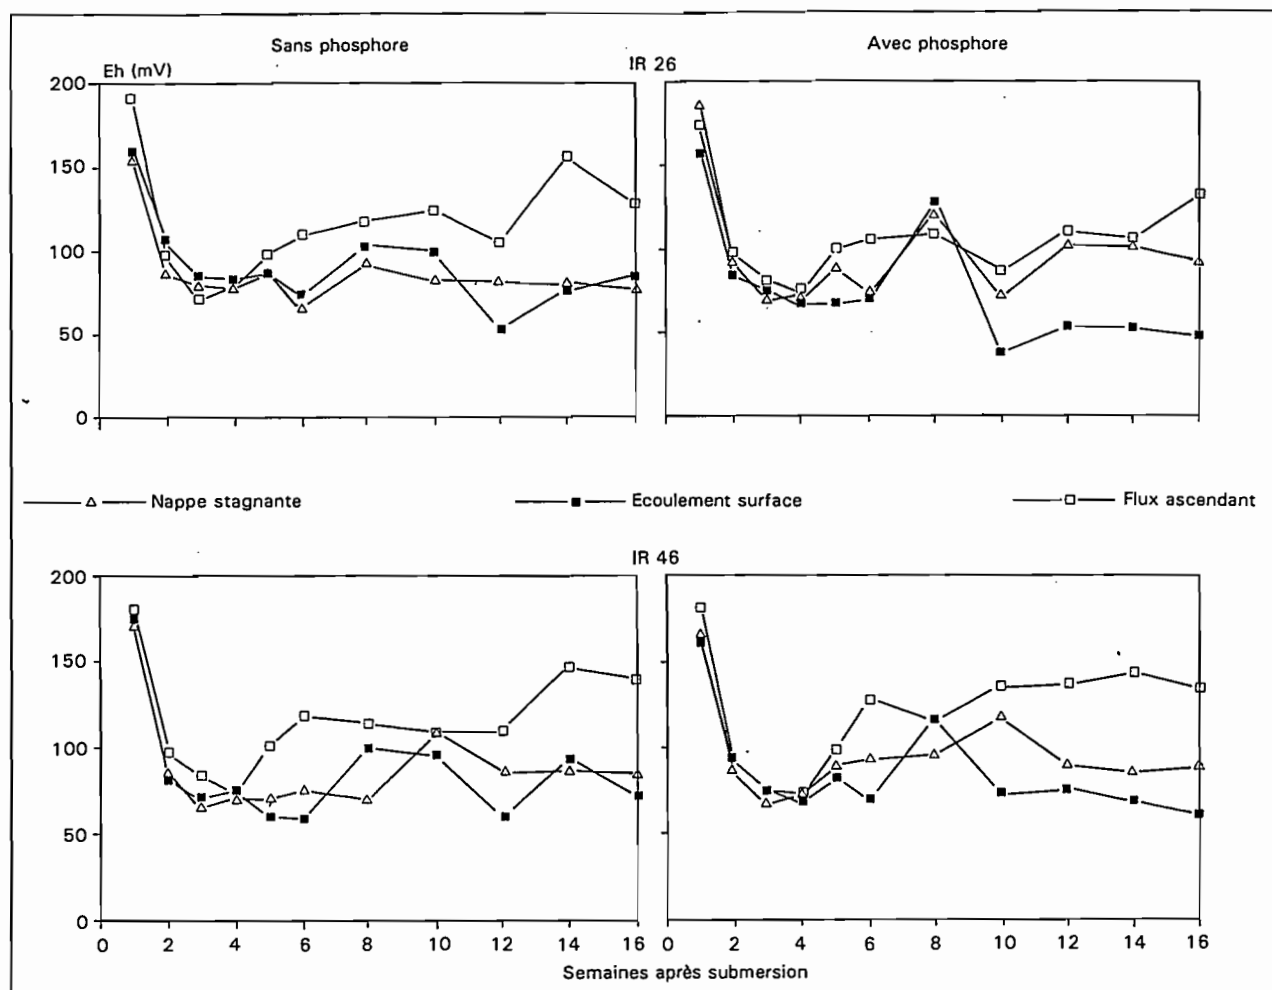 Sans phosphore
Avec phosphore
Eh (mV)
IR 26
200
150
100
50
0
Nappe stagnante
Ecoulement surface
Flux ascendant
IR 46
200
150
100
50
0
0 2 4 6 8 10 12 14 16
0 2 4 6 8 10 12 14 16
Semaines après submersion